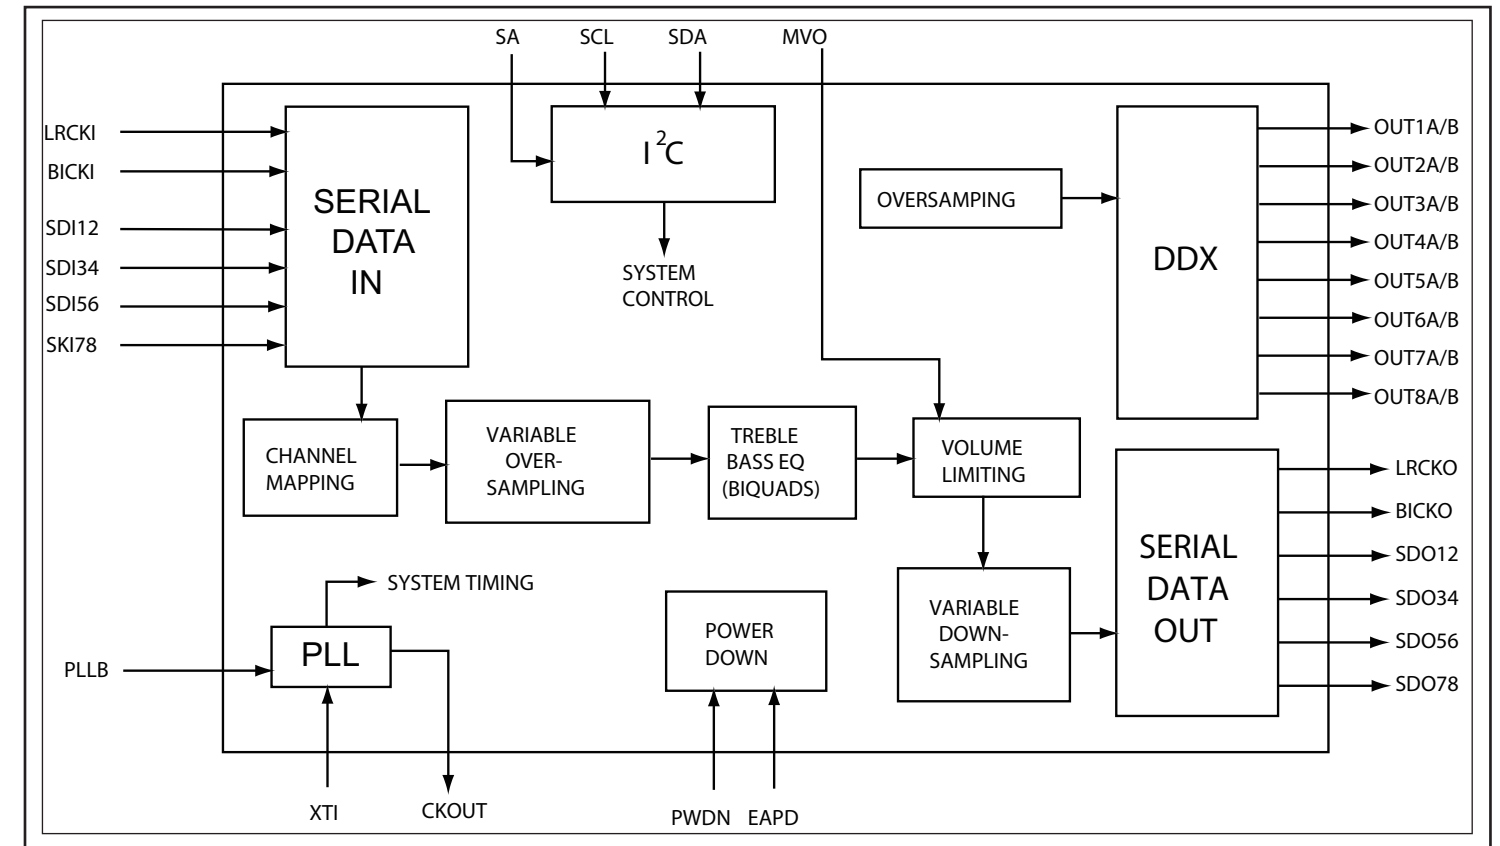 SA
SCL
SDA
MVO
LRCKI
BICKI
SDI12
SDI34
SDI56
SKI78
SERIAL
DATA
IN
I²C
SYSTEM
CONTROL
OVERSAMPING
DDX
OUT1A/B
OUT2A/B
OUT3A/B
OUT4A/B
OUT5A/B
OUT6A/B
OUT7A/B
OUT8A/B
CHANNEL
MAPPING
VARIABLE
OVER-
SAMPLING
TREBLE
BASS EQ
(BIQUADS)
VOLUME
LIMITING
SERIAL
DATA
OUT
LRCKO
BICKO
SDO12
SDO34
SDO56
SDO78
SYSTEM TIMING
PLL
PLLB
XTI
CKOUT
POWER
DOWN
PWDN
EAPD
VARIABLE
DOWN-
SAMPLING